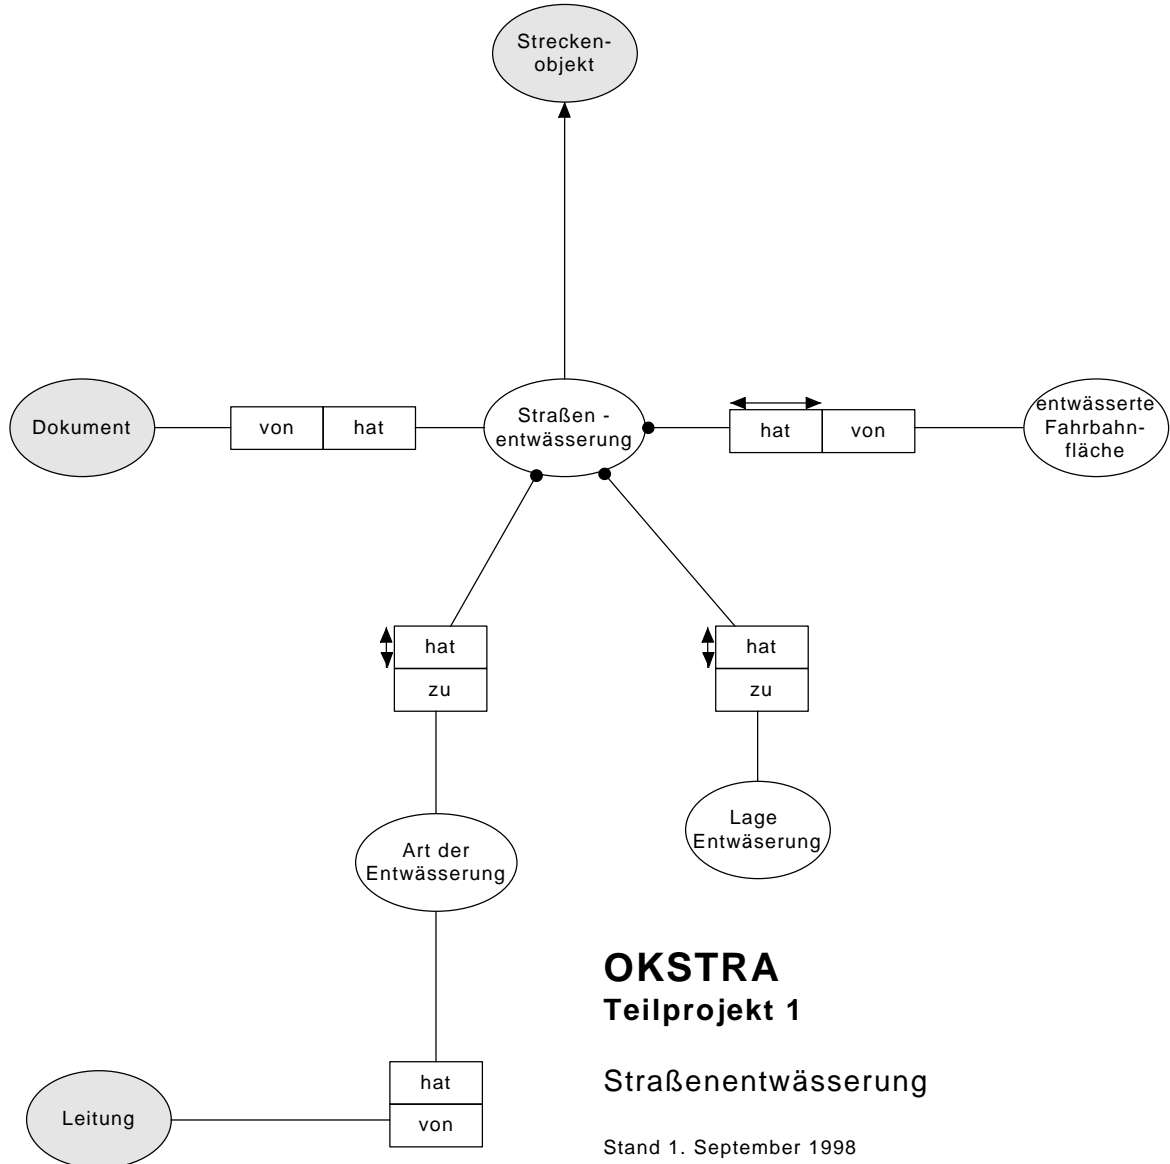 Strecken-
objekt
Dokument
von
hat
Straßen -
entwässerung
hat
von
entwässerte
Fahrbahn-
fläche
hat
zu
hat
zu
Art der
Entwässerung
Lage
Entwäserung
OKSTRA
Teilprojekt 1
Straßenentwässerung
Stand 1. September 1998
hat
von
Leitung